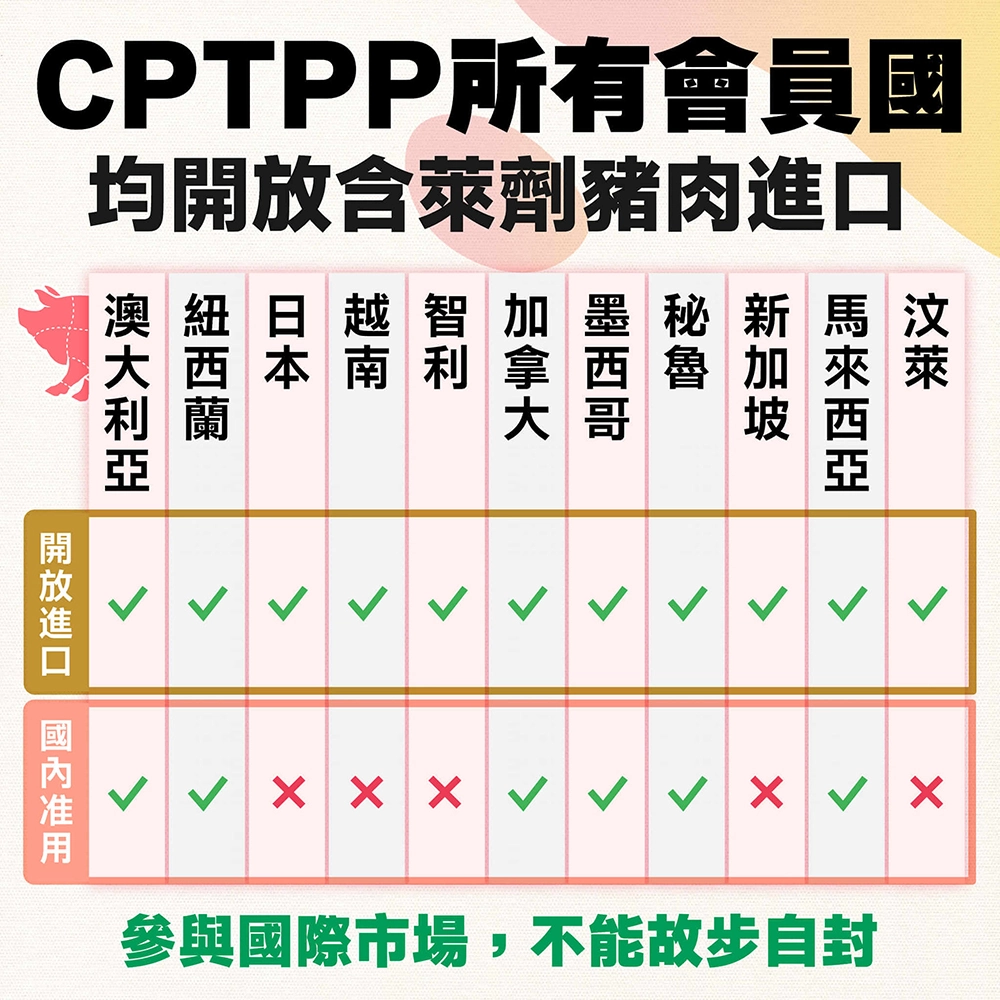 CPTPP所有會員國
均開放含萊劑豬肉進口
澳大利亞
紐西蘭
日本
越南
智利
加拿大
墨西哥
秘魯
新加坡
馬來西亞
汶萊
開放進口
國內准用
參與國際市場，不能故步自封